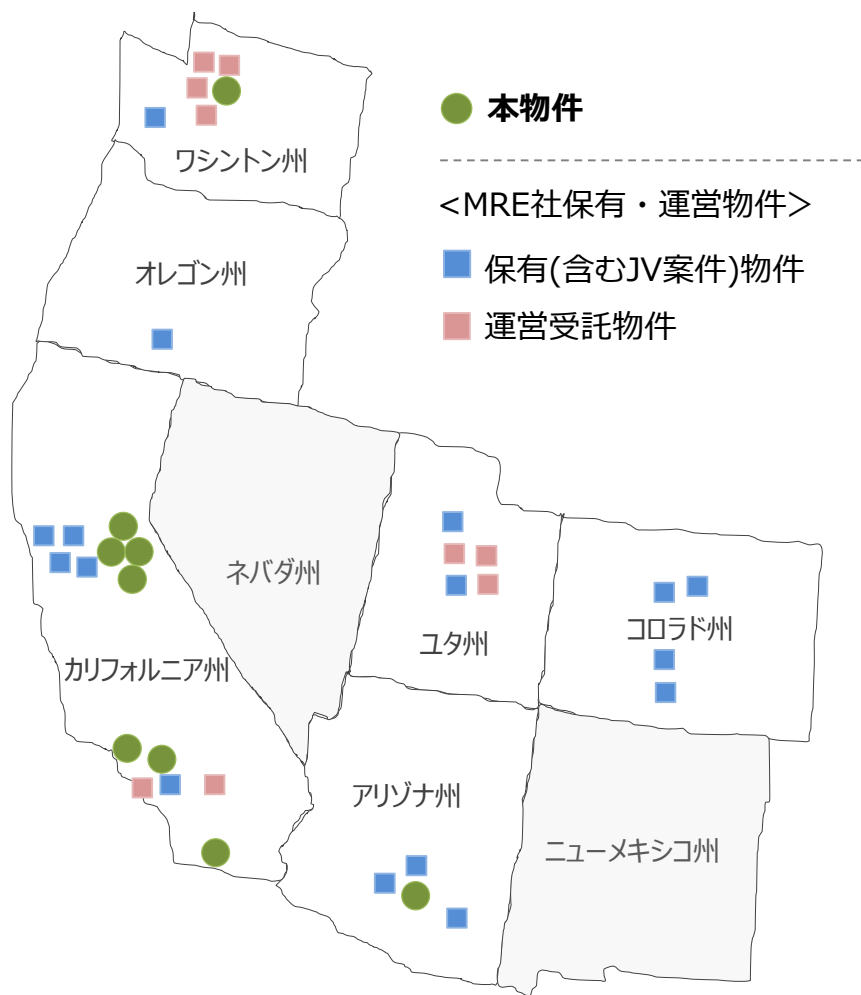 本物件
ワシントン州
<MRE社保有・運営物件>
保有(含むJV案件)物件
オレゴン州
運営受託物件
ネバダ州
ユタ州
コロラド州
カリフォルニア州
アリゾナ州
ニューメキシコ州